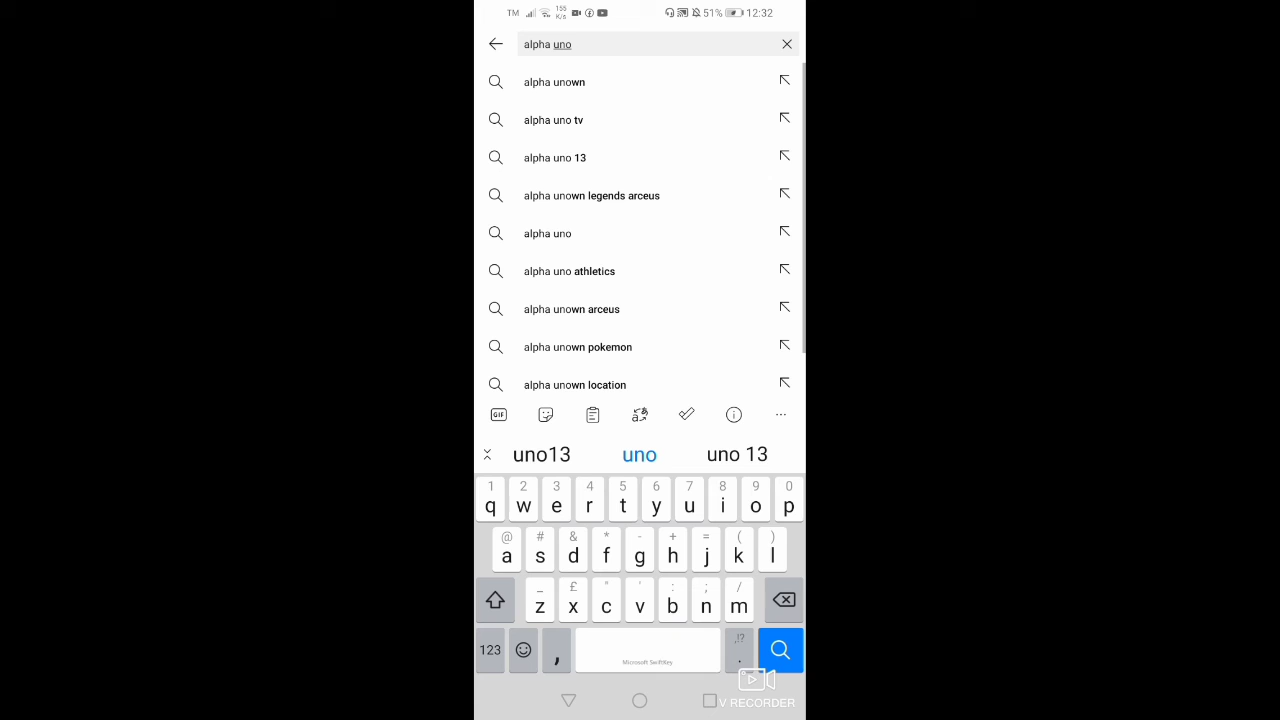 TM 155 K/s 51% 12:32
alpha uno
alpha unown
alpha uno tv
alpha uno 13
alpha unown legends arceus
alpha uno
alpha uno athletics
alpha unown arceus
alpha unown pokemon
alpha unown location
GIF
uno13 uno uno 13
1 2 3 4 5 6 7 8 9 0
q w e r t y u i o p
@ # & * - + = ( )
a s d f g h j k l
_ £ " ' : ; /
z x c v b n m
123 , Microsoft SwiftKey ,!? .
V RECORDER